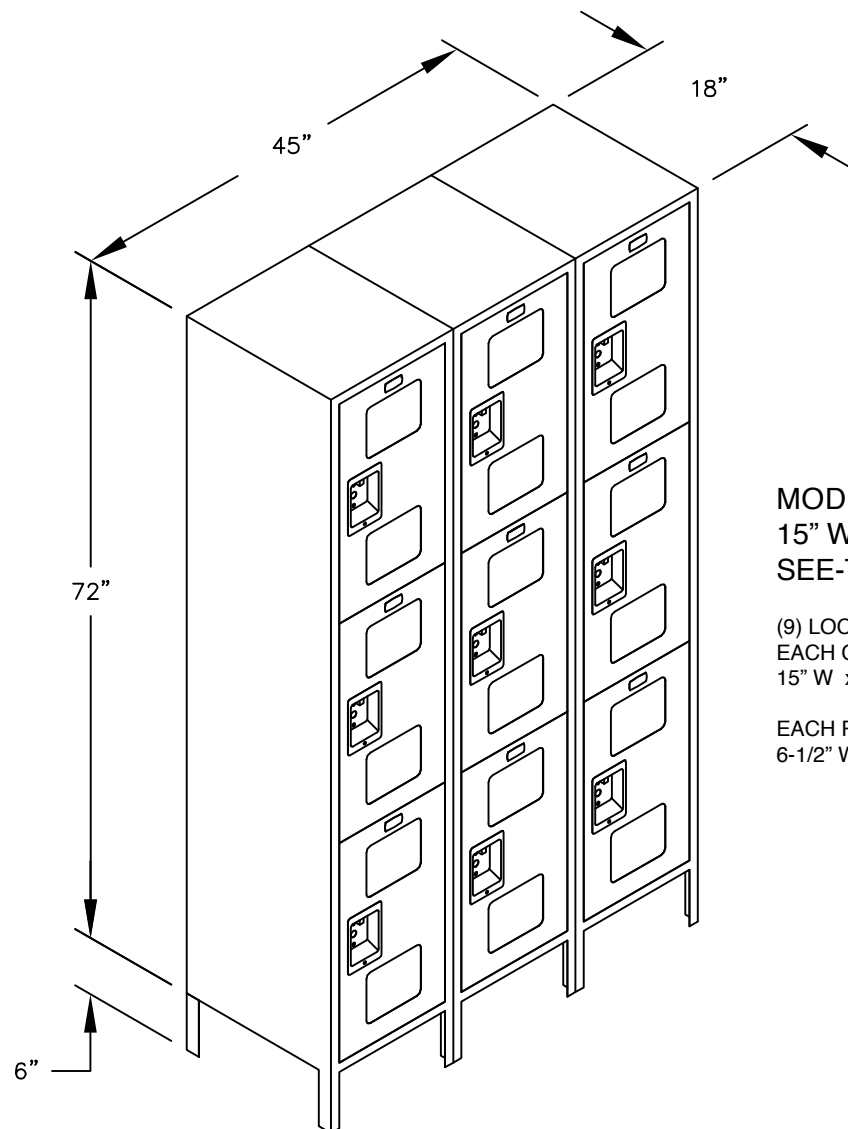 45”
18”
72”
6”
MOD
15” W
SEE-
(9) LOC
EACH
15” W x
EACH
6-1/2” W